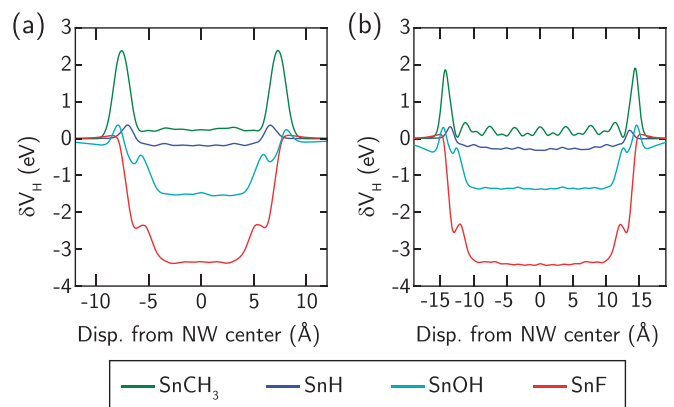 (a)
(b)
3
2
1
0
-1
-2
-3
4
δV_H (eV)
-10 -5 0 5 10
Disp. from NW center (Å)
3
2
1
0
-1
-2
-3
4
δV_H (eV)
-15 -10 -5 0 5 10 15
Disp. from NW center (Å)
SnCH₃ SnH SnOH SnF